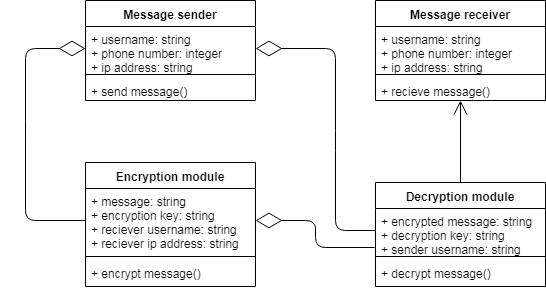 Message sender
+ username: string
+ phone number: integer
+ ip address: string
+ send message()
Message receiver
+ username: string
+ phone number: integer
+ ip address: string
+ recieve message()
Encryption module
+ message: string
+ encryption key: string
+ reciever username: string
+ reciever ip address: string
+ encrypt message()
Decryption module
+ encrypted message: string
+ decryption key: string
+ sender username: string
+ decrypt message()